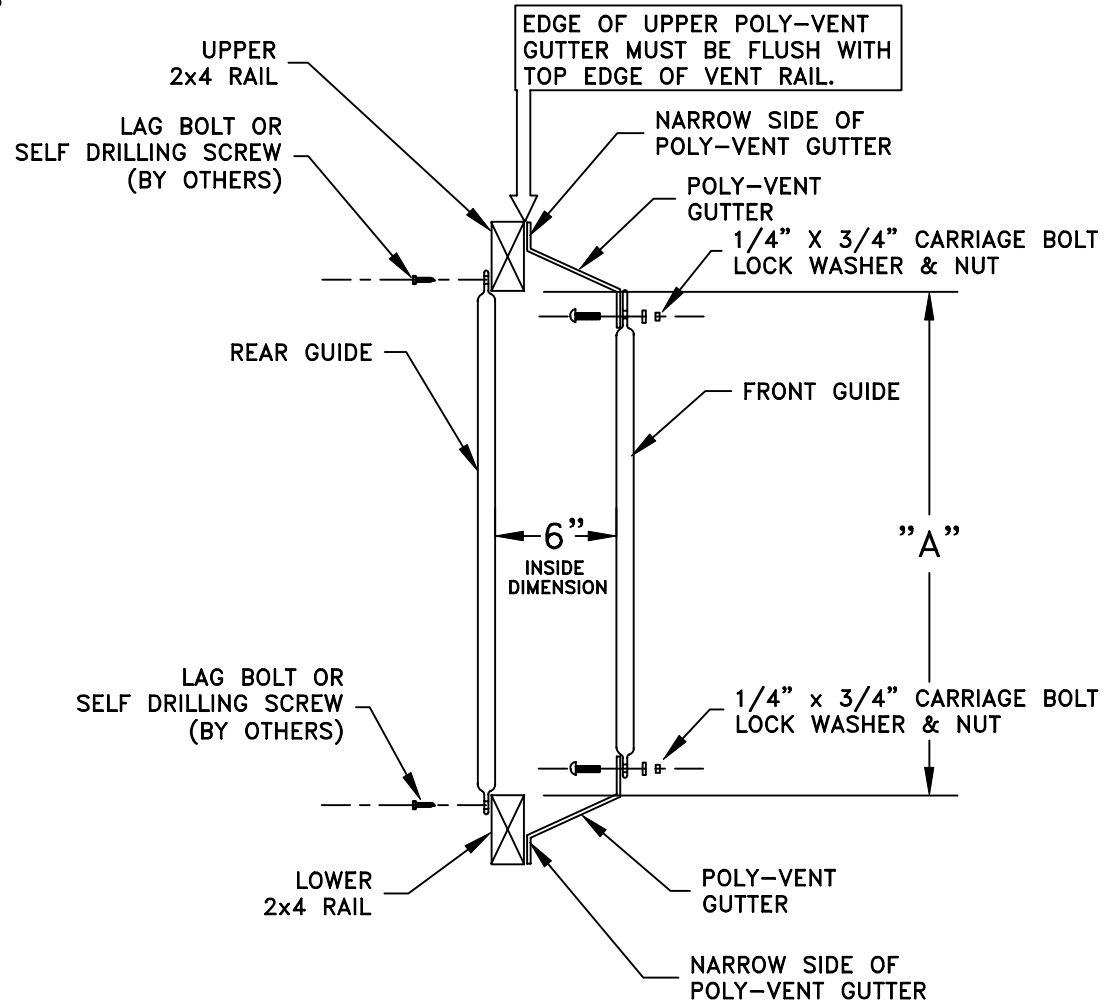 EDGE OF UPPER POLY-VENT
GUTTER MUST BE FLUSH WITH
TOP EDGE OF VENT RAIL.
UPPER
2x4 RAIL
LAG BOLT OR
SELF DRILLING SCREW
(BY OTHERS)
NARROW SIDE OF
POLY-VENT GUTTER
POLY-VENT
GUTTER
1/4” X 3/4” CARRIAGE BOLT
LOCK WASHER & NUT
REAR GUIDE
FRONT GUIDE
6”
INSIDE
DIMENSION
”A”
LAG BOLT OR
SELF DRILLING SCREW
(BY OTHERS)
1/4” x 3/4” CARRIAGE BOLT
LOCK WASHER & NUT
LOWER
2x4 RAIL
POLY-VENT
GUTTER
NARROW SIDE OF
POLY-VENT GUTTER